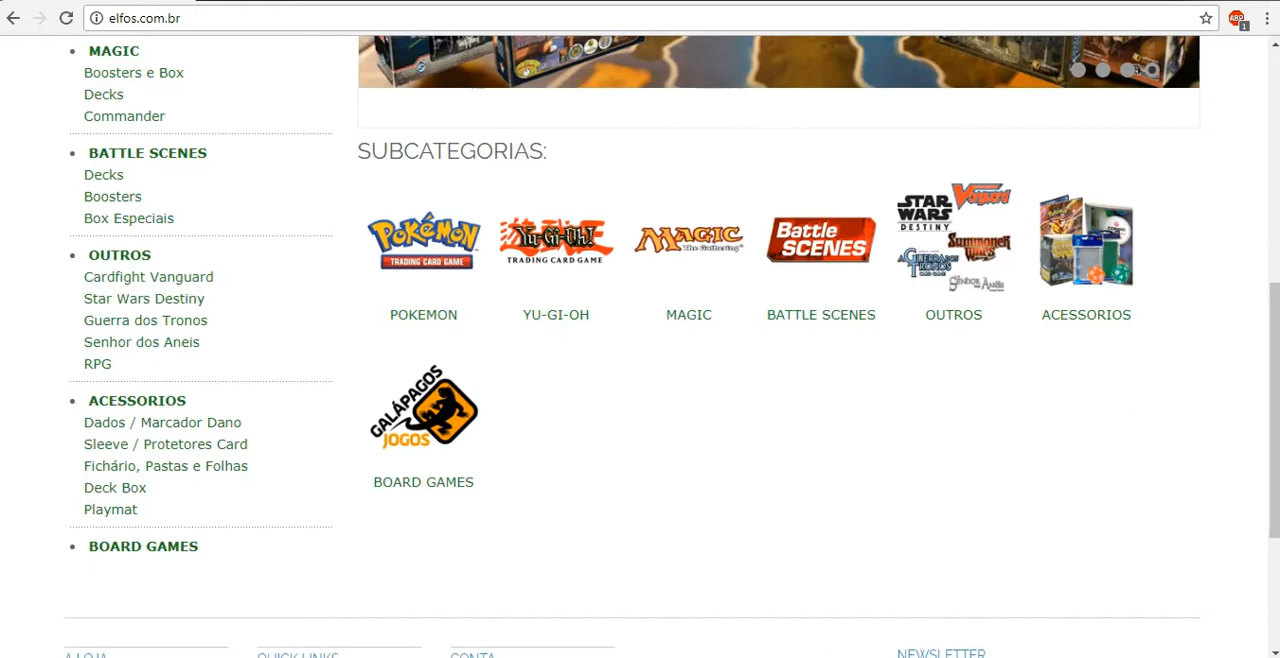 elfos.com.br
ABP
1
MAGIC
Boosters e Box
Decks
Commander
BATTLE SCENES
Decks
Boosters
Box Especiais
OUTROS
Cardfight Vanguard
Star Wars Destiny
Guerra dos Tronos
Senhor dos Aneis
RPG
ACESSORIOS
Dados / Marcador Dano
Sleeve / Protetores Card
Fichário, Pastas e Folhas
Deck Box
Playmat
BOARD GAMES
SUBCATEGORIAS:
POKÉMON
TRADING CARD GAME
Yu-Gi-Oh!
TRADING CARD GAME
MAGIC
The Gathering
Battle
SCENES
STAR WARS
DESTINY
VANGUARD
SUMMONER WARS
A GUERRA DOS TRONOS
SENHOR DOS ANÉIS
POKEMON
YU-GI-OH
MAGIC
BATTLE SCENES
OUTROS
ACESSORIOS
GALÁPAGOS
JOGOS
BOARD GAMES
A LOJA
QUICK LINKS
CONTA
NEWSLETTER